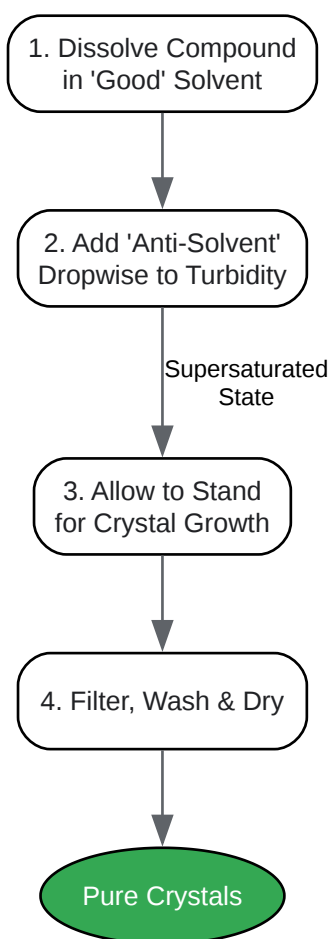 1. Dissolve Compound
in 'Good' Solvent
2. Add 'Anti-Solvent'
Dropwise to Turbidity
Supersaturated
State
3. Allow to Stand
for Crystal Growth
4. Filter, Wash & Dry
Pure Crystals